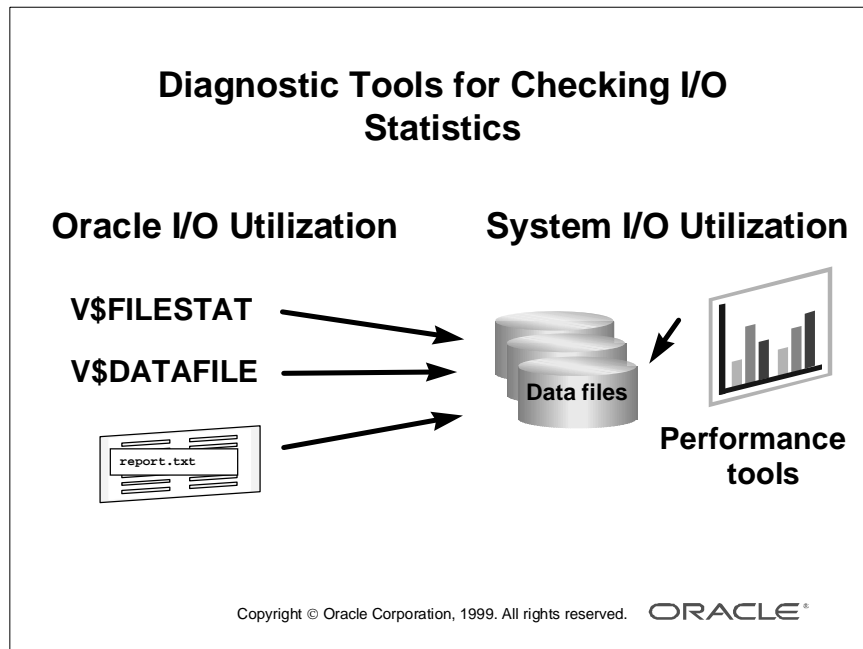 Diagnostic Tools for Checking I/O
Statistics
Oracle I/O Utilization
System I/O Utilization
V$FILESTAT
V$DATAFILE
report.txt
Data files
Performance
tools
Copyright © Oracle Corporation, 1999. All rights reserved.
ORACLE®